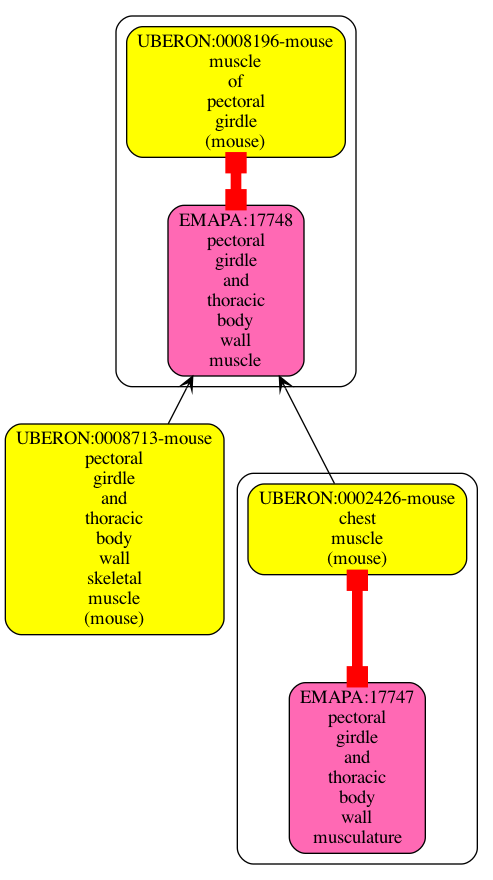 UBERON:0008196-mouse
muscle
of
pectoral
girdle
(mouse)
EMAPA:17748
pectoral
girdle
and
thoracic
body
wall
muscle
UBERON:0008713-mouse
pectoral
girdle
and
thoracic
body
wall
skeletal
muscle
(mouse)
UBERON:0002426-mouse
chest
muscle
(mouse)
EMAPA:17747
pectoral
girdle
and
thoracic
body
wall
musculature